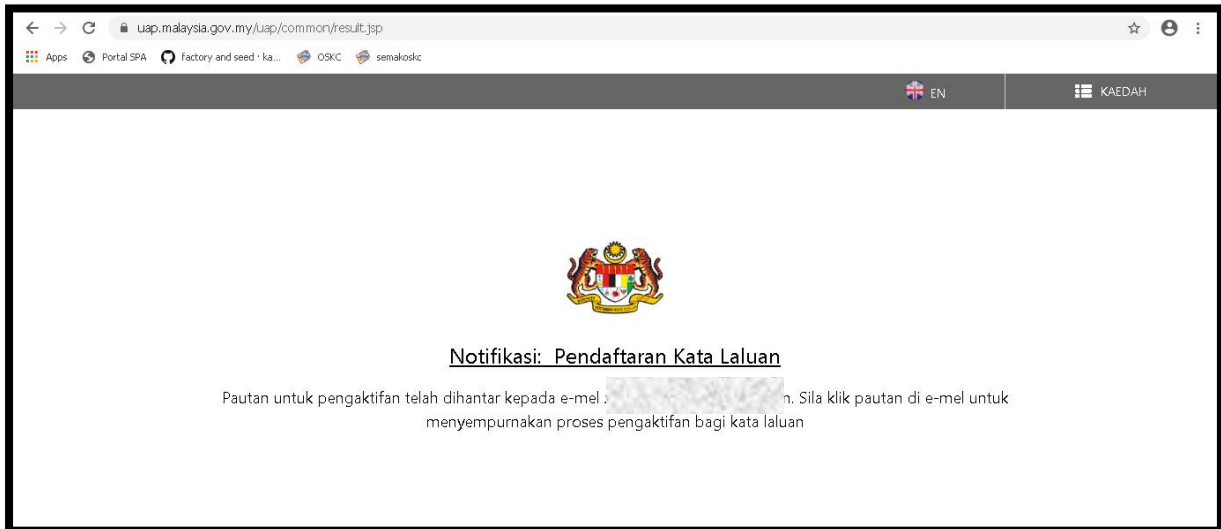 uap.malaysia.gov.my/uap/common/result.jsp
Apps Portal SPA factory and seed · ka... OSKC semakoskc
EN KAEDAH
Notifikasi: Pendaftaran Kata Laluan
Pautan untuk pengaktifan telah dihantar kepada e-mel n. Sila klik pautan di e-mel untuk
menyempurnakan proses pengaktifan bagi kata laluan